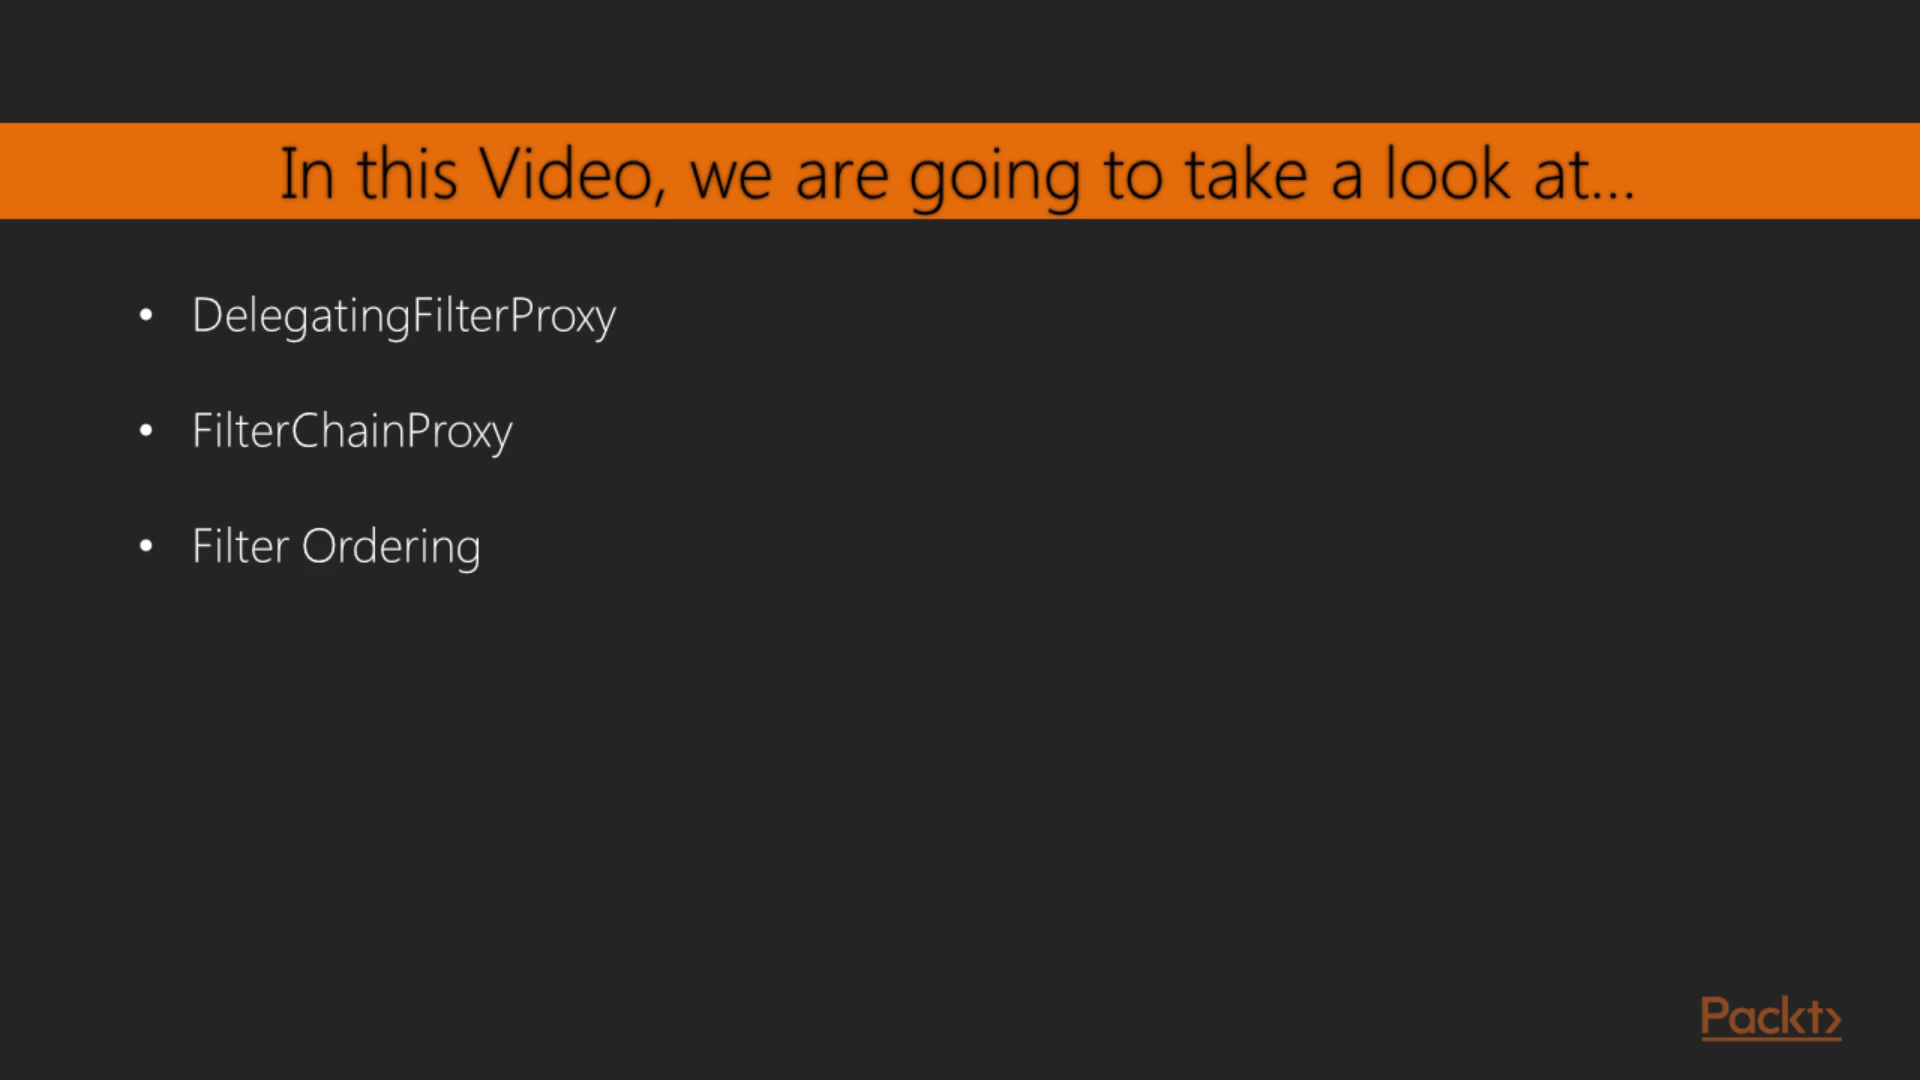 In this Video, we are going to take a look at...
• DelegatingFilterProxy
• FilterChainProxy
• Filter Ordering
Packt>